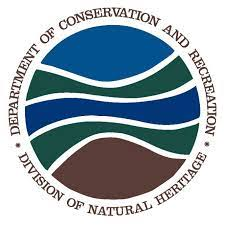 DEPARTMENT OF CONSERVATION AND RECREATION
* DIVISION OF NATURAL HERITAGE *